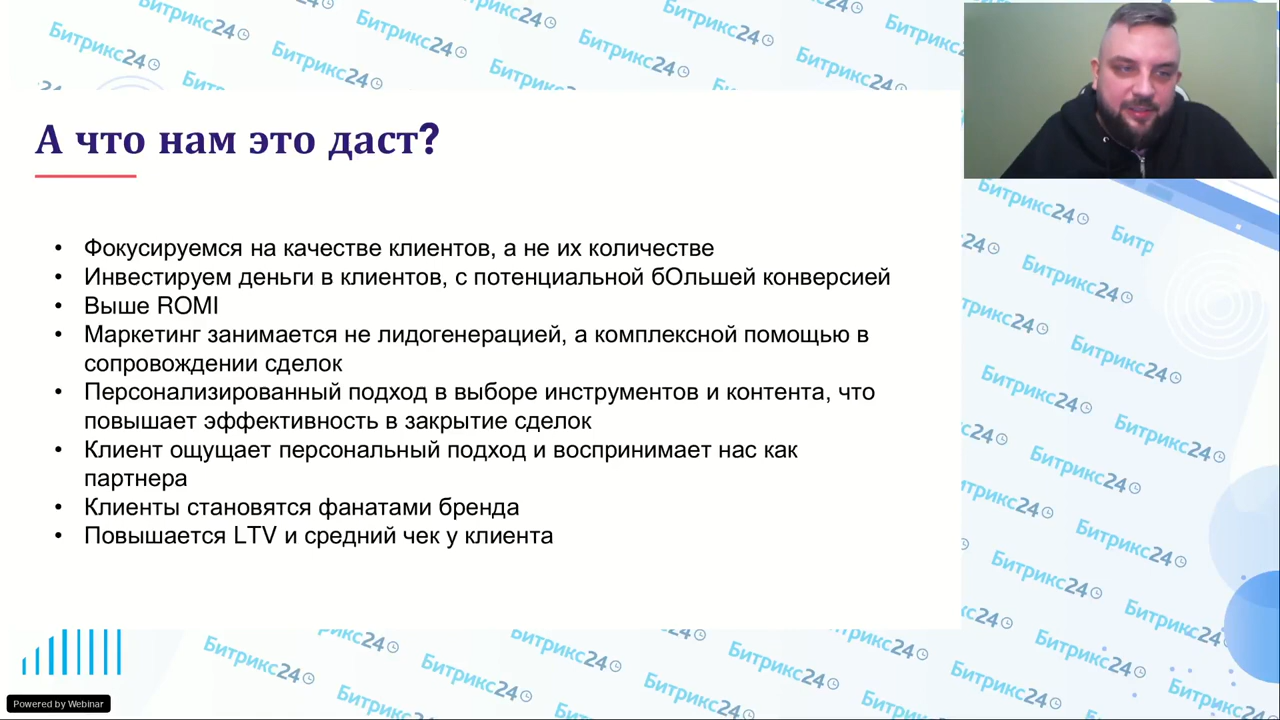 А что нам это даст?
• Фокусируемся на качестве клиентов, а не их количестве
• Инвестируем деньги в клиентов, с потенциальной бОльшей конверсией
• Выше ROMI
• Маркетинг занимается не лидогенерацией, а комплексной помощью в
сопровождении сделок
• Персонализированный подход в выборе инструментов и контента, что
повышает эффективность в закрытие сделок
• Клиент ощущает персональный подход и воспринимает нас как
партнера
• Клиенты становятся фанатами бренда
• Повышается LTV и средний чек у клиента
Битрикс24
Powered by Webinar